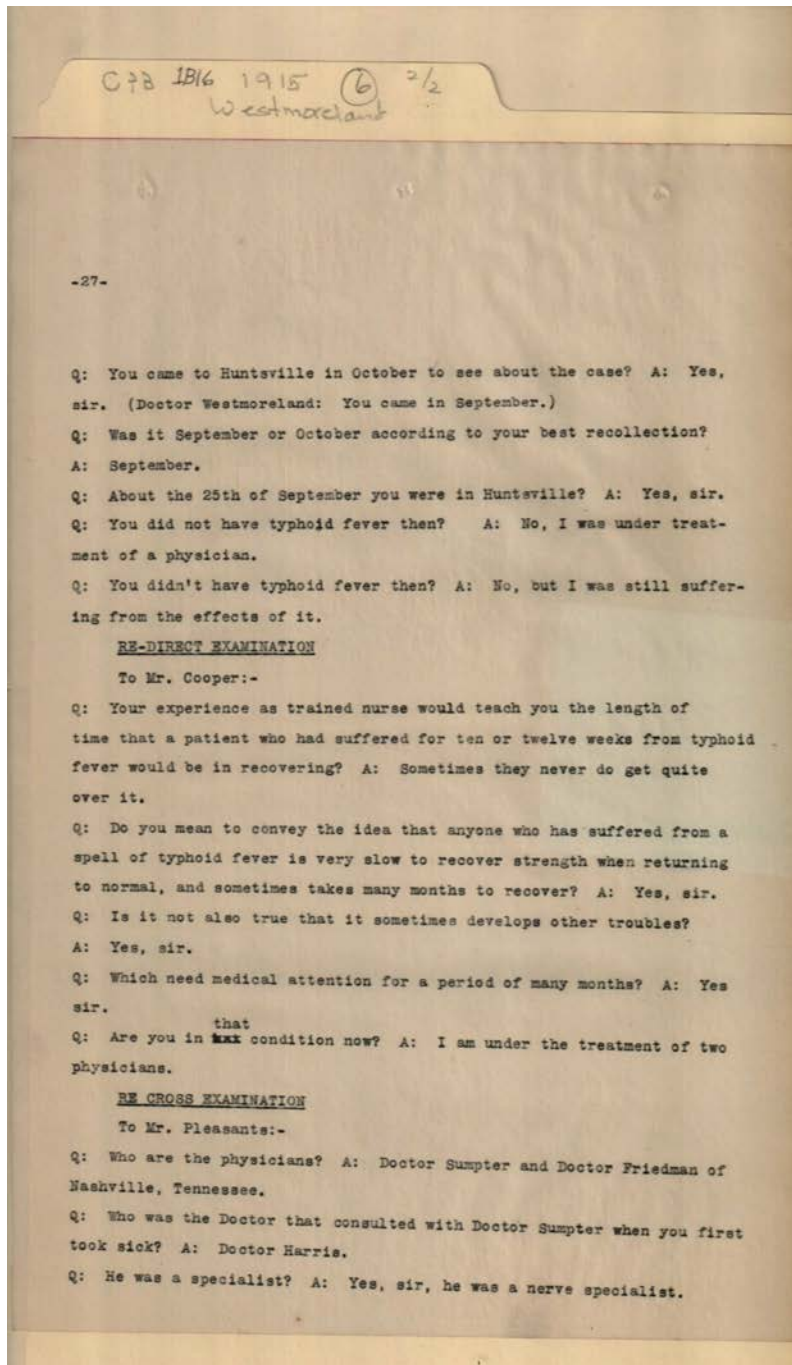 C&B 1B16 1915 6 2/2
Westmoreland
-27-
Q: You came to Huntsville in October to see about the case? A: Yes,
sir. (Doctor Westmoreland: You came in September.)
Q: Was it September or October according to your best recollection?
A: September.
Q: About the 25th of September you were in Huntsville? A: Yes, sir.
Q: You did not have typhoid fever then? A: No, I was under treat-
ment of a physician.
Q: You didn't have typhoid fever then? A: No, but I was still suffer-
ing from the effects of it.
RE-DIRECT EXAMINATION
To Mr. Cooper:-
Q: Your experience as trained nurse would teach you the length of
time that a patient who had suffered for ten or twelve weeks from typhoid
fever would be in recovering? A: Sometimes they never do get quite
over it.
Q: Do you mean to convey the idea that anyone who has suffered from a
spell of typhoid fever is very slow to recover strength when returning
to normal, and sometimes takes many months to recover? A: Yes, sir.
Q: Is it not also true that it sometimes develops other troubles?
A: Yes, sir.
Q: Which need medical attention for a period of many months? A: Yes
sir.
that
Q: Are you in condition now? A: I am under the treatment of two
physicians.
RE CROSS EXAMINATION
To Mr. Pleasants:-
Q: Who are the physicians? A: Doctor Sumpter and Doctor Friedman of
Nashville, Tennessee.
Q: Who was the Doctor that consulted with Doctor Sumpter when you first
took sick? A: Doctor Harris.
Q: He was a specialist? A: Yes, sir, he was a nerve specialist.